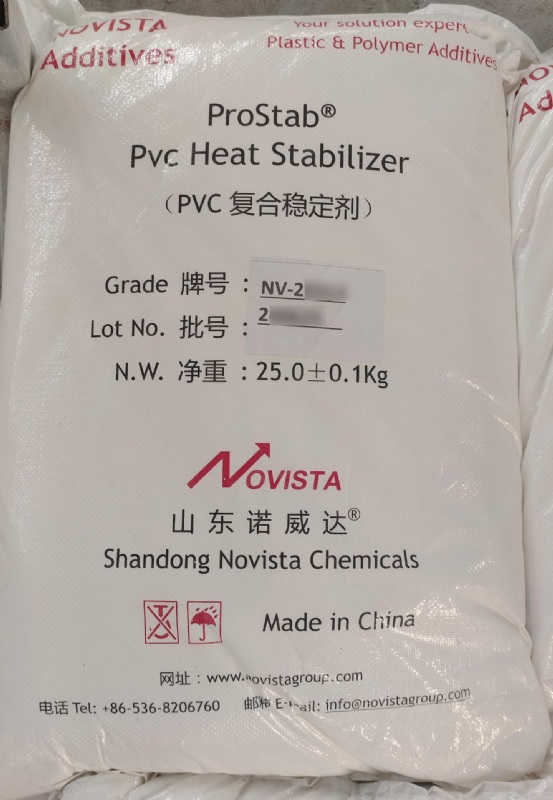 NOVISTA
Additives
Your solution expert
Plastic & Polymer Additives
ProStab®
Pvc Heat Stabilizer
(PVC 复合稳定剂)
Grade 牌号 : NV-2
Lot No. 批号 : 2
N.W. 净重 : 25.0±0.1Kg
NOVISTA
山东诺威达®
Shandong Novista Chemicals
Made in China
网址 : www.novistagroup.com
电话 Tel: +86-536-8206760 邮箱 E-mail: info@novistagroup.com